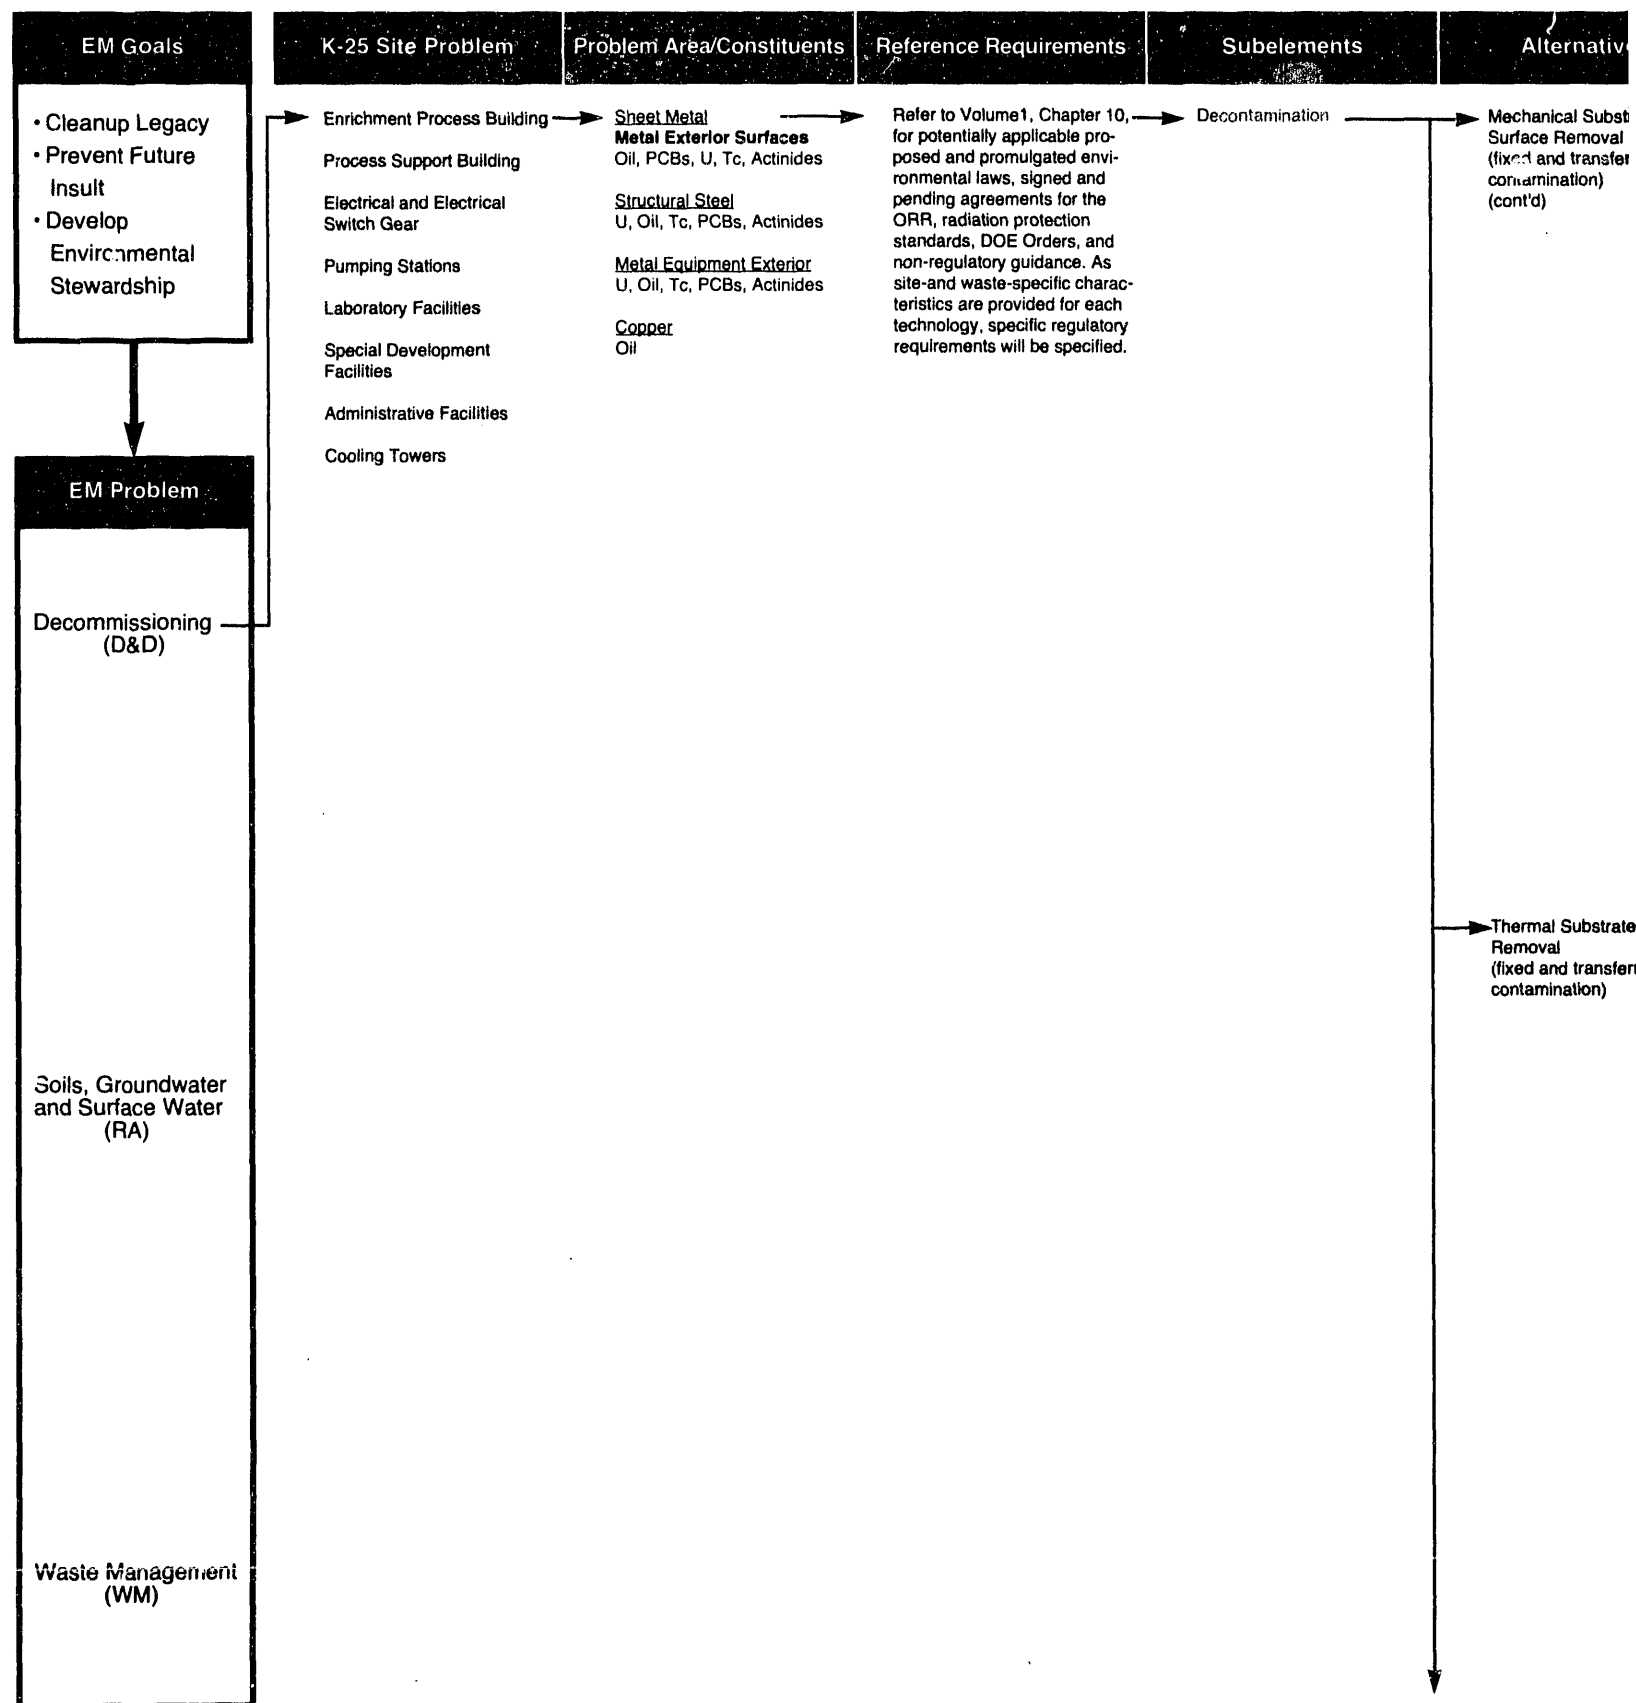 EM Goals
• Cleanup Legacy
• Prevent Future
Insult
• Develop
Environmental
Stewardship
EM Problem
Decommissioning
(D&D)
Soils, Groundwater
and Surface Water
(RA)
Waste Management
(WM)
K-25 Site Problem
Enrichment Process Building
Process Support Building
Electrical and Electrical
Switch Gear
Pumping Stations
Laboratory Facilities
Special Development
Facilities
Administrative Facilities
Cooling Towers
Problem Area/Constituents
Sheet Metal
Metal Exterior Surfaces
Oil, PCBs, U, Tc, Actinides
Structural Steel
U, Oil, Tc, PCBs, Actinides
Metal Equipment Exterior
U, Oil, Tc, PCBs, Actinides
Copper
Oil
Reference Requirements
Refer to Volume1, Chapter 10,
for potentially applicable pro-
posed and promulgated envi-
ronmental laws, signed and
pending agreements for the
ORR, radiation protection
standards, DOE Orders, and
non-regulatory guidance. As
site-and waste-specific charac-
teristics are provided for each
technology, specific regulatory
requirements will be specified.
Subelements
Decontamination
Alternativ
Mechanical Subst
Surface Removal
(fixed and transfer
contamination)
(cont'd)
Thermal Substrate
Removal
(fixed and transfer
contamination)